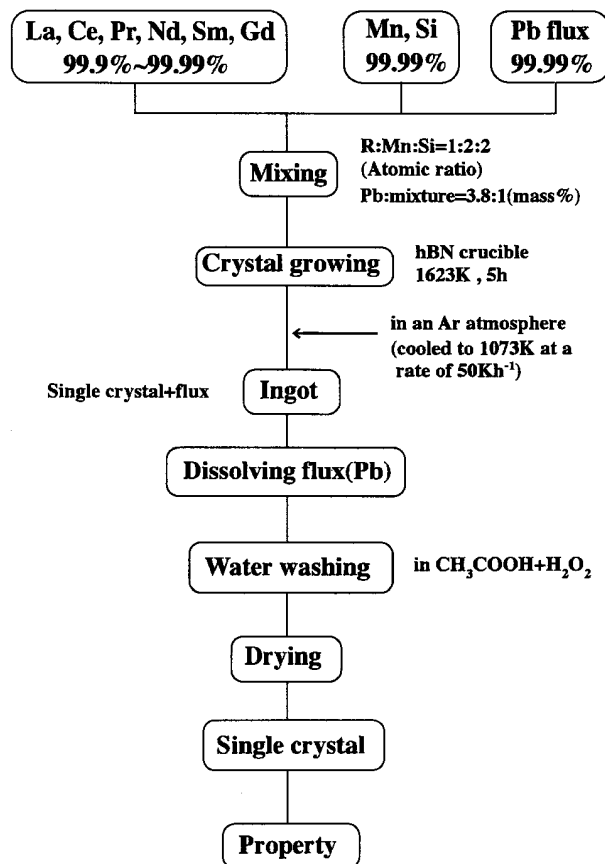 La, Ce, Pr, Nd, Sm, Gd
99.9%~99.99%
Mn, Si
99.99%
Pb flux
99.99%
Mixing
R:Mn:Si=1:2:2
(Atomic ratio)
Pb:mixture=3.8:1(mass%)
Crystal growing
hBN crucible
1623K , 5h
in an Ar atmosphere
(cooled to 1073K at a
rate of 50Kh⁻¹)
Single crystal+flux
Ingot
Dissolving flux(Pb)
Water washing
in CH₃COOH+H₂O₂
Drying
Single crystal
Property